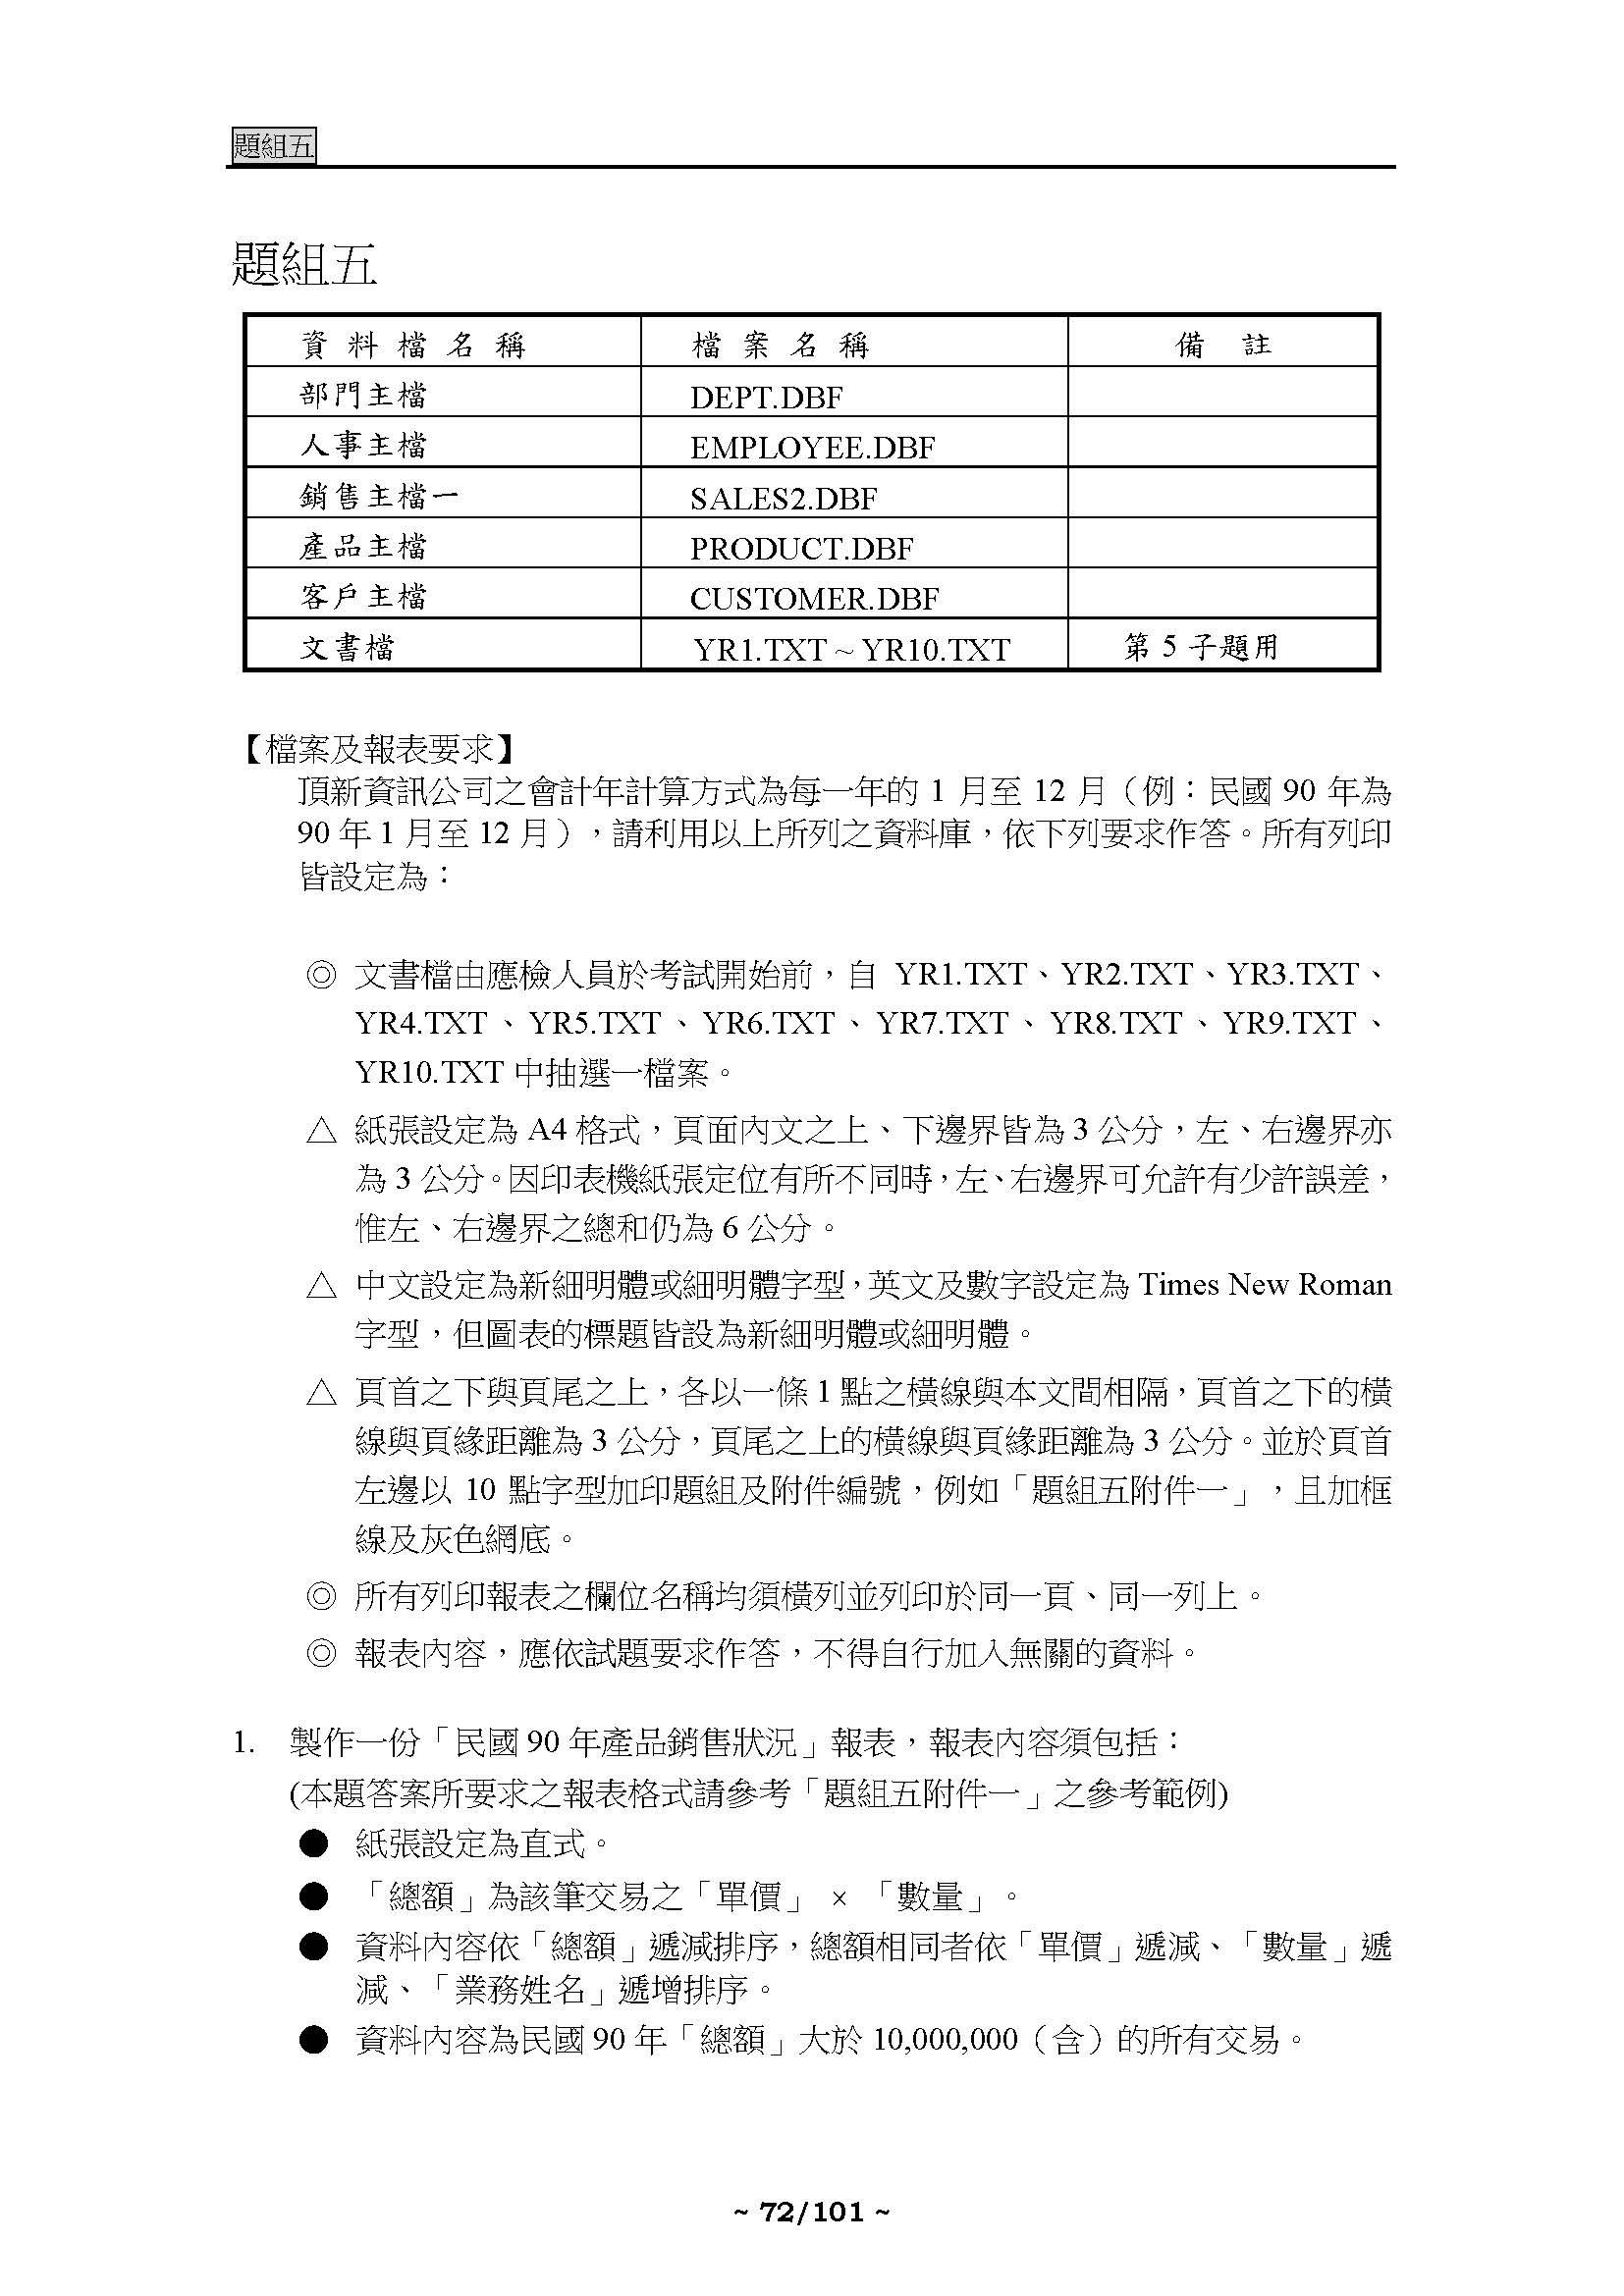 題組五
題組五
資料檔名稱 檔案名稱 備註
部門主檔 DEPT.DBF
人事主檔 EMPLOYEE.DBF
銷售主檔一 SALES2.DBF
產品主檔 PRODUCT.DBF
客戶主檔 CUSTOMER.DBF
文書檔 YR1.TXT ~ YR10.TXT 第 5 子題用
【檔案及報表要求】
頂新資訊公司之會計年計算方式為每一年的 1 月至 12 月（例：民國 90 年為
90 年 1 月至 12 月），請利用以上所列之資料庫，依下列要求作答。所有列印
皆設定為：
◎ 文書檔由應檢人員於考試開始前，自 YR1.TXT、YR2.TXT、YR3.TXT、
YR4.TXT、YR5.TXT、YR6.TXT、YR7.TXT、YR8.TXT、YR9.TXT、
YR10.TXT 中抽選一檔案。
△ 紙張設定為 A4 格式，頁面內文之上、下邊界皆為 3 公分，左、右邊界亦
為 3 公分。因印表機紙張定位有所不同時，左、右邊界可允許有少許誤差，
惟左、右邊界之總和仍為 6 公分。
△ 中文設定為新細明體或細明體字型，英文及數字設定為 Times New Roman
字型，但圖表的標題皆設為新細明體或細明體。
△ 頁首之下與頁尾之上，各以一條 1 點之橫線與本文間相隔，頁首之下的橫
線與頁緣距離為 3 公分，頁尾之上的橫線與頁緣距離為 3 公分。並於頁首
左邊以 10 點字型加印題組及附件編號，例如「題組五附件一」，且加框
線及灰色網底。
◎ 所有列印報表之欄位名稱均須橫列並列印於同一頁、同一列上。
◎ 報表內容，應依試題要求作答，不得自行加入無關的資料。
1. 製作一份「民國 90 年產品銷售狀況」報表，報表內容須包括：
(本題答案所要求之報表格式請參考「題組五附件一」之參考範例)
● 紙張設定為直式。
● 「總額」為該筆交易之「單價」 × 「數量」。
● 資料內容依「總額」遞減排序，總額相同者依「單價」遞減、「數量」遞
減、「業務姓名」遞增排序。
● 資料內容為民國 90 年「總額」大於 10,000,000（含）的所有交易。
~ 72/101 ~